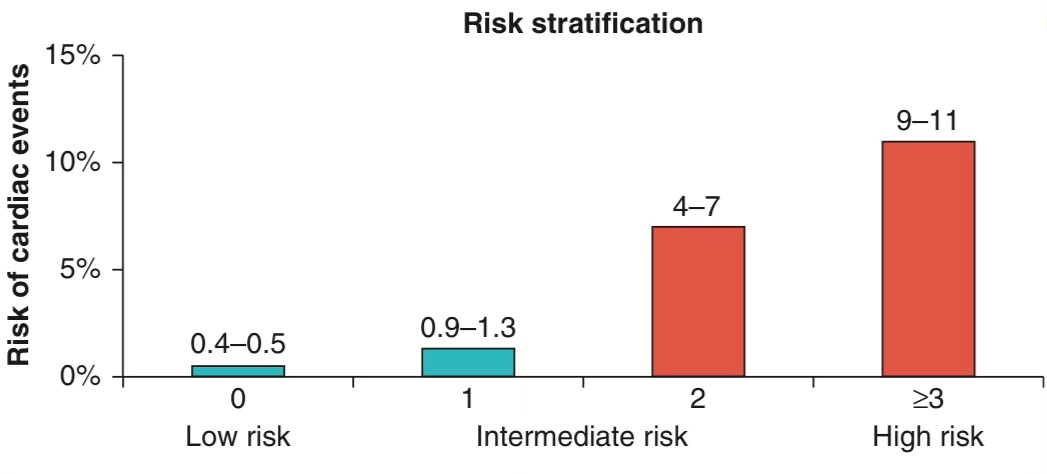 Risk stratification
Risk of cardiac events
15%
10%
5%
0%
0.4–0.5
0.9–1.3
4–7
9–11
0
1
2
≥3
Low risk
Intermediate risk
High risk